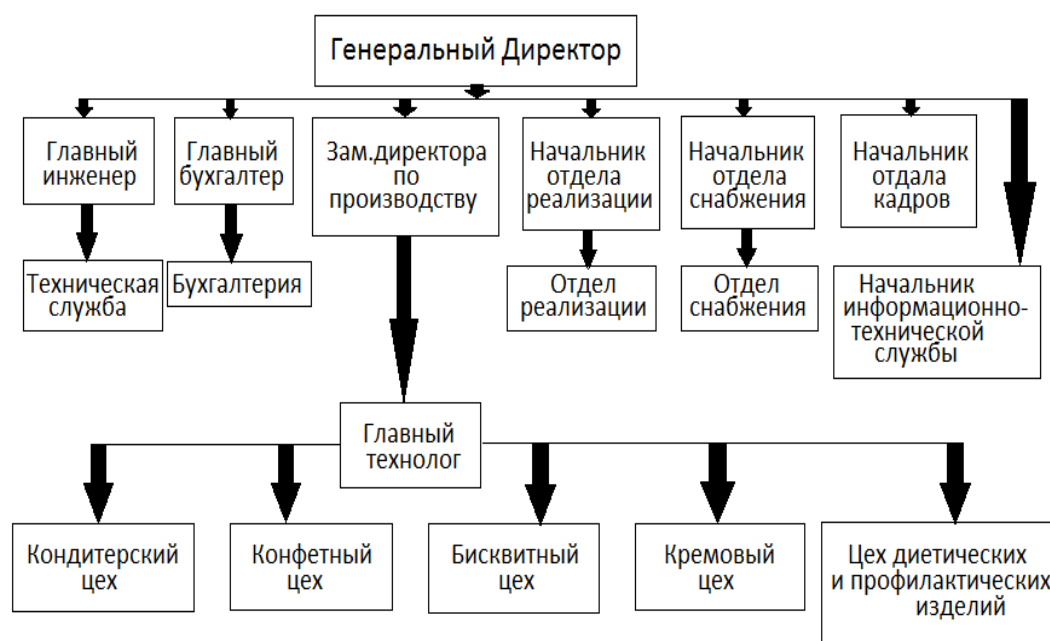 Генеральный Директор
Главный
инженер
Главный
бухгалтер
Зам.директора
по
производству
Начальник
отдела
реализации
Начальник
отдела
снабжения
Начальник
отдала
кадров
Техническая
служба
Бухгалтерия
Отдел
реализации
Отдел
снабжения
Начальник
информационно-
технической
службы
Главный
технолог
Кондитерский
цех
Конфетный
цех
Бисквитный
цех
Кремовый
цех
Цех диетических
и профилактических
изделий